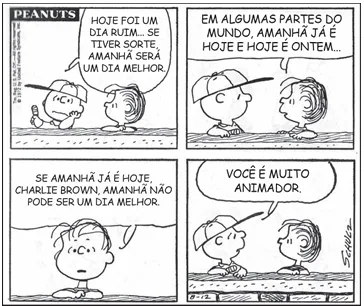 PEANUTS
HOJE FOI UM
DIA RUIM... SE
TIVER SORTE,
AMANHÃ SERÁ
UM DIA MELHOR.
EM ALGUMAS PARTES DO
MUNDO, AMANHÃ JÁ É
HOJE E HOJE É ONTEM...
SE AMANHÃ JÁ É HOJE,
CHARLIE BROWN, AMANHÃ NÃO
PODE SER UM DIA MELHOR.
VOCÊ É MUITO
ANIMADOR.
SCHULZ
8-12